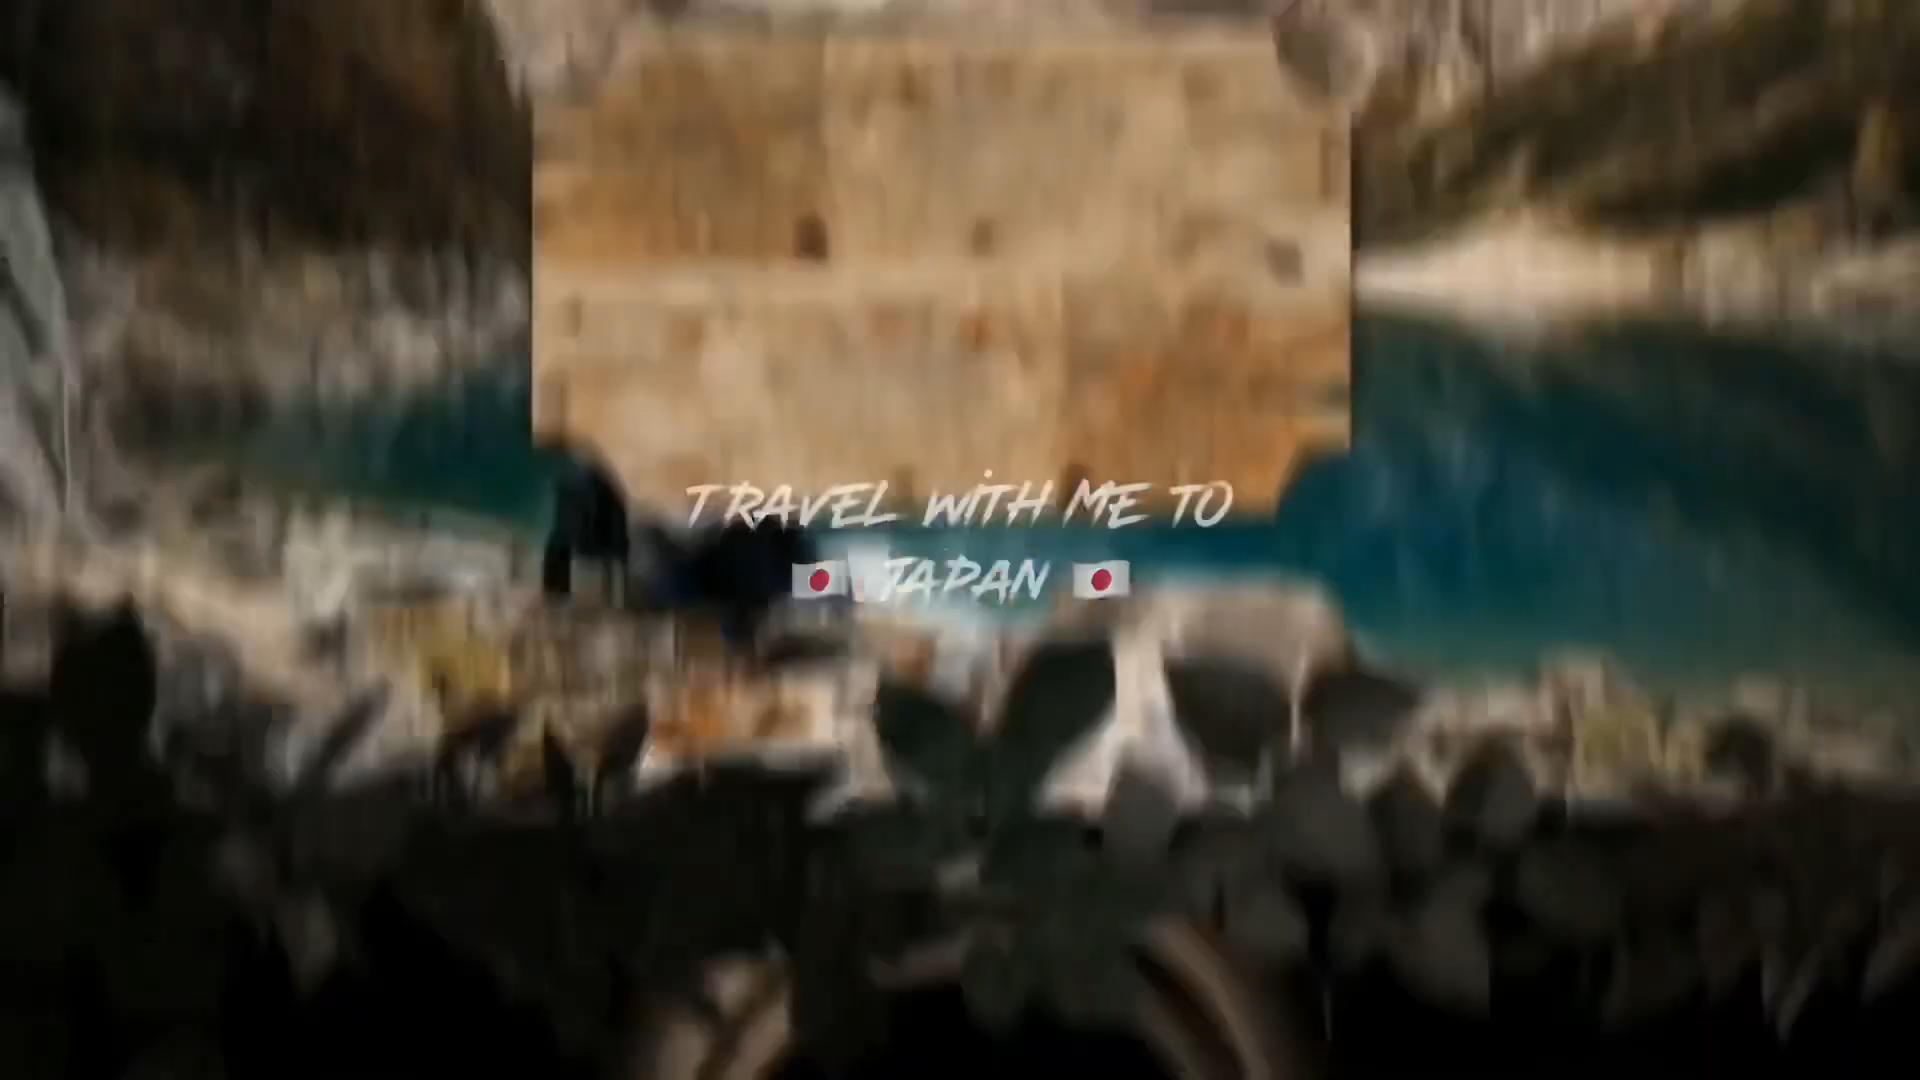 TRAVEL WiTH ME TO
🇯🇵 JAPAN 🇯🇵